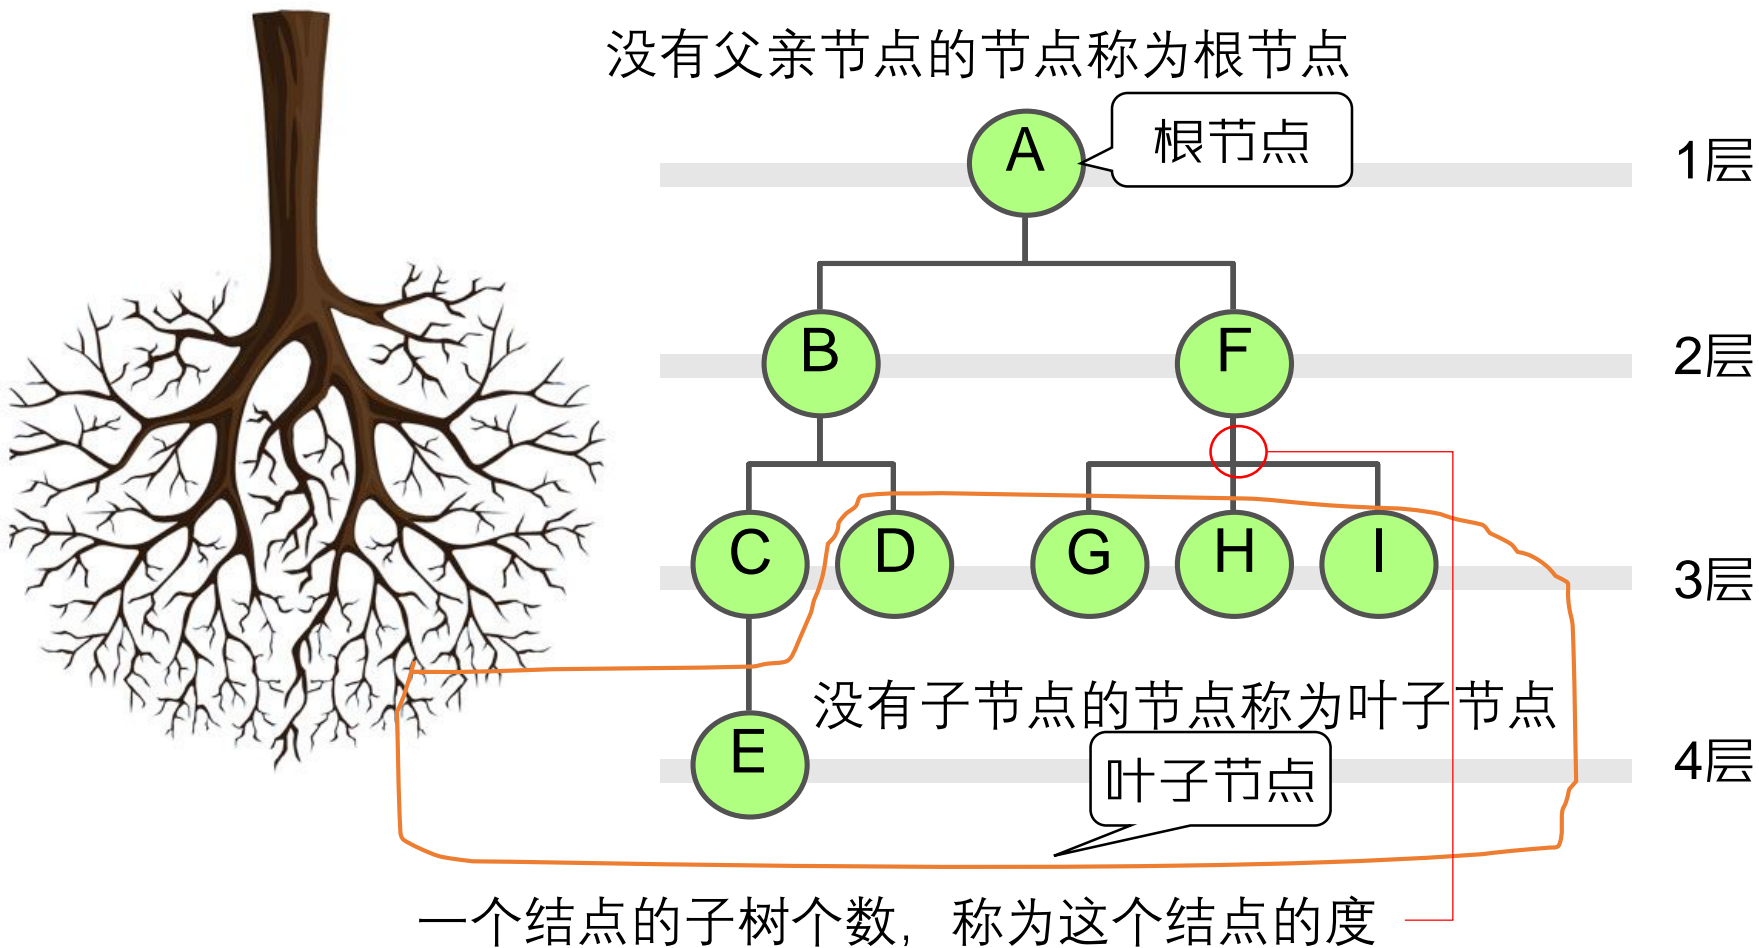 没有父亲节点的节点称为根节点
A
根节点
1层
B
F
2层
C
D
G
H
I
3层
没有子节点的节点称为叶子节点
E
叶子节点
4层
一个结点的子树个数，称为这个结点的度